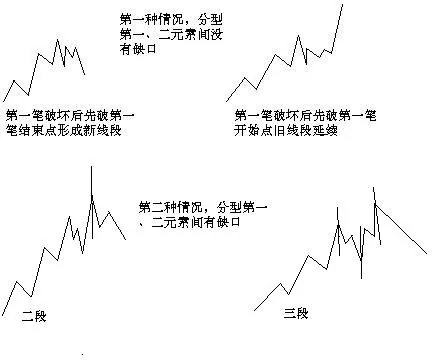 第一种情况，分型
第一、二元素间没
有缺口
第一笔破坏后先破第一
笔结束点形成新线段
第一笔破坏后先破第一笔
开始点旧线段延续
第二种情况，分型第一
、二元素间有缺口
二段
三段